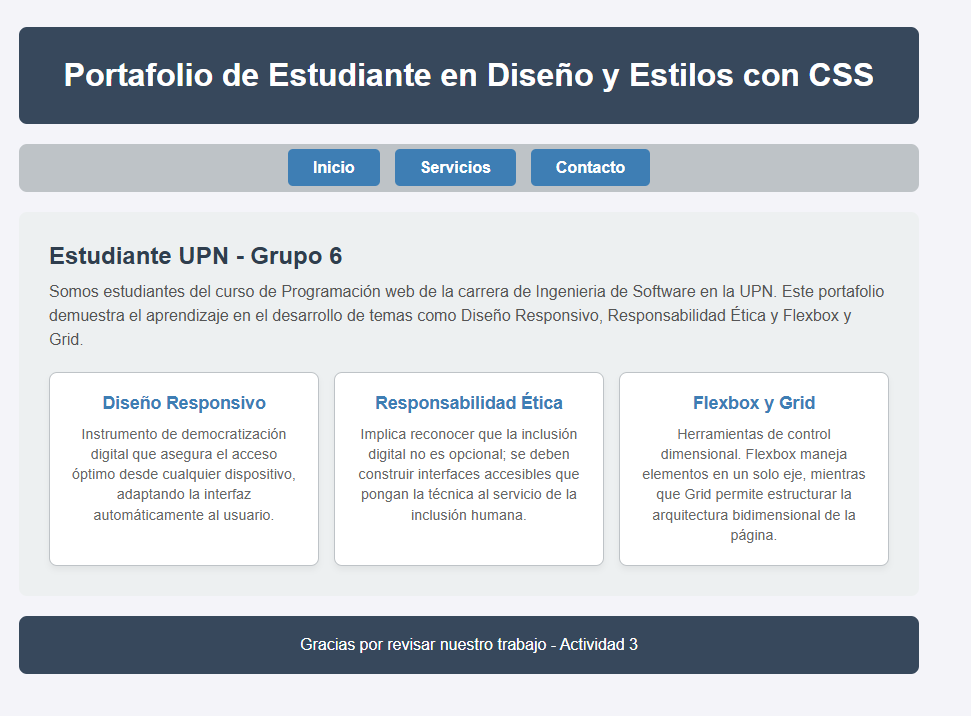 Portafolio de Estudiante en Diseño y Estilos con CSS
Inicio
Servicios
Contacto
Estudiante UPN - Grupo 6
Somos estudiantes del curso de Programación web de la carrera de Ingenieria de Software en la UPN. Este portafolio
demuestra el aprendizaje en el desarrollo de temas como Diseño Responsivo, Responsabilidad Ética y Flexbox y
Grid.
Diseño Responsivo
Instrumento de democratización
digital que asegura el acceso
óptimo desde cualquier dispositivo,
adaptando la interfaz
automáticamente al usuario.
Responsabilidad Ética
Implica reconocer que la inclusión
digital no es opcional; se deben
construir interfaces accesibles que
pongan la técnica al servicio de la
inclusión humana.
Flexbox y Grid
Herramientas de control
dimensional. Flexbox maneja
elementos en un solo eje, mientras
que Grid permite estructurar la
arquitectura bidimensional de la
página.
Gracias por revisar nuestro trabajo - Actividad 3